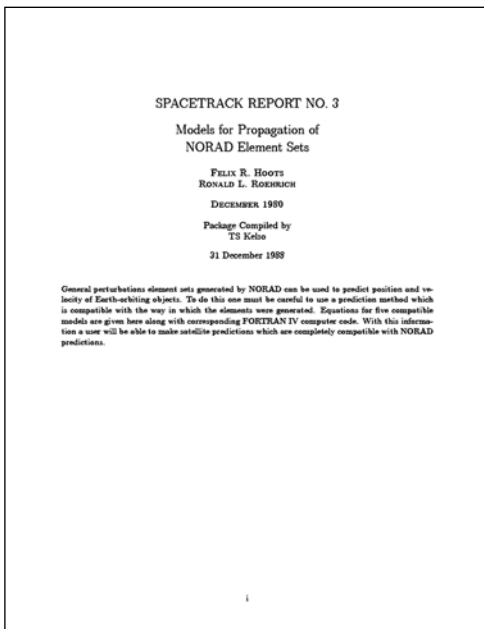 SPACETRACK REPORT NO. 3
Models for Propagation of
NORAD Element Sets
FELIX R. HOOTS
RONALD L. ROEHRICH
DECEMBER 1980
Package Compiled by
TS Kelso
31 December 1988
General perturbations element sets generated by NORAD can be used to predict position and ve-
locity of Earth-orbiting objects. To do this one must be careful to use a prediction method which
is compatible with the way in which the elements were generated. Equations for five compatible
models are given here along with corresponding FORTRAN IV computer code. With this informa-
tion a user will be able to make satellite predictions which are completely compatible with NORAD
predictions.
i